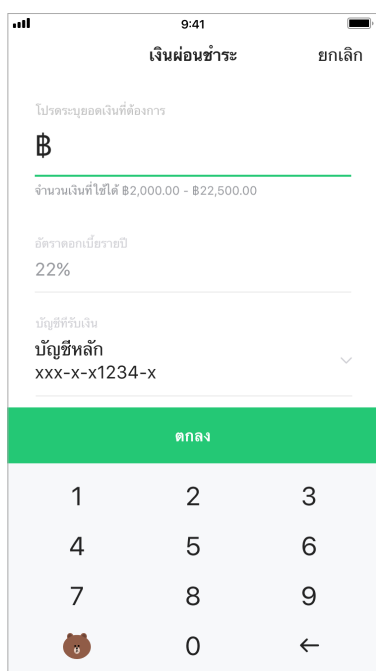 9:41
เงินผ่อนชำระ ยกเลิก
โปรดระบุยอดเงินที่ต้องการ
฿
จำนวนเงินที่ใช้ได้ ฿2,000.00 - ฿22,500.00
อัตราดอกเบี้ยรายปี
22%
บัญชีที่รับเงิน
บัญชีหลัก
xxx-x-x1234-x
ตกลง
1 2 3
4 5 6
7 8 9
0 ←